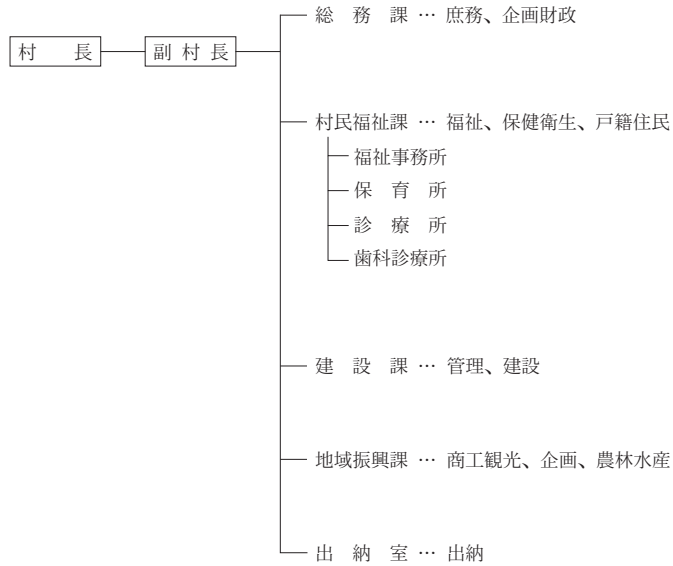 総務課 … 庶務、企画財政
村長 副村長
村民福祉課 … 福祉、保健衛生、戸籍住民
福祉事務所
保育所
診療所
歯科診療所
建設課 … 管理、建設
地域振興課 … 商工観光、企画、農林水産
出納室 … 出納